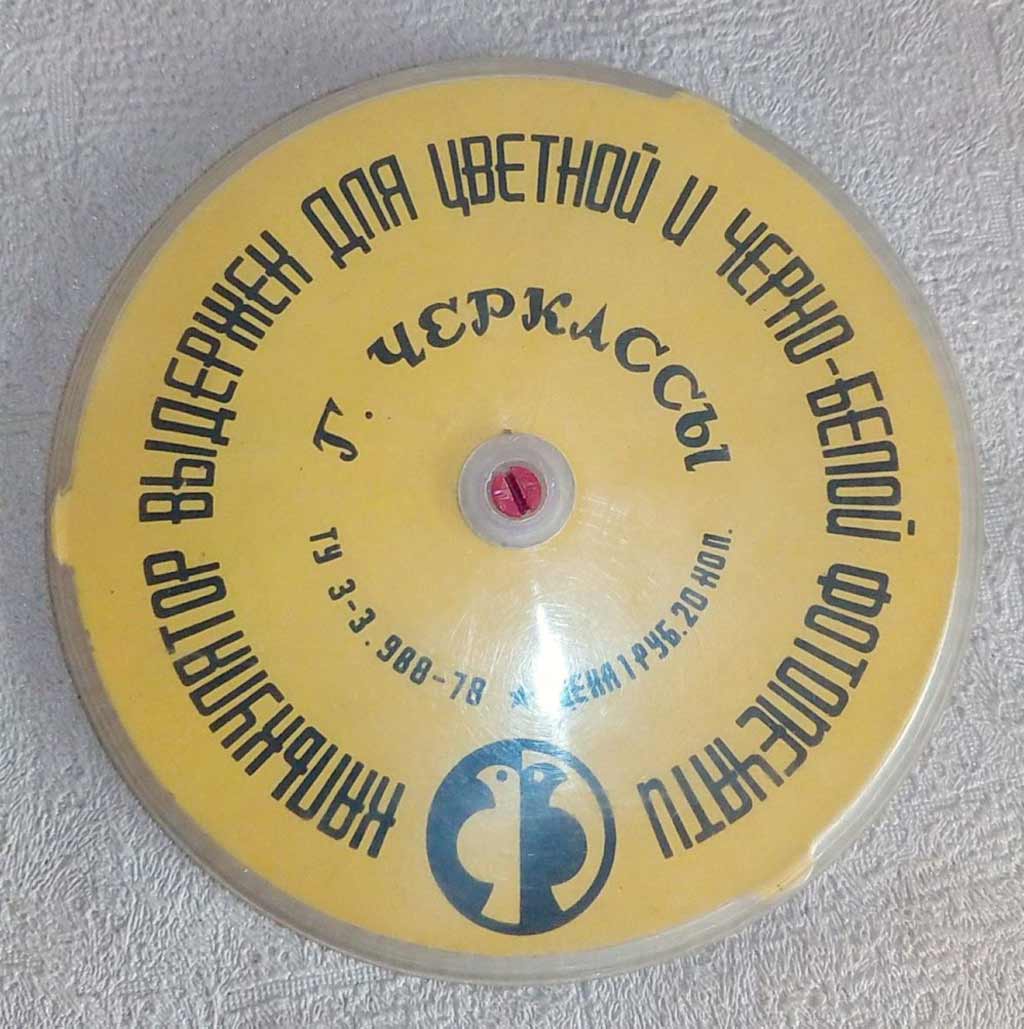 КАЛЬКУЛЯТОР ВЫДЕРЖЕК ДЛЯ ЦВЕТНОЙ И ЧЕРНО-БЕЛОЙ ФОТОПЕЧАТИ
Г. ЧЕРКАССЫ
ТУ 3-3.988-78 * ЦЕНА 1 РУБ. 20 КОП.